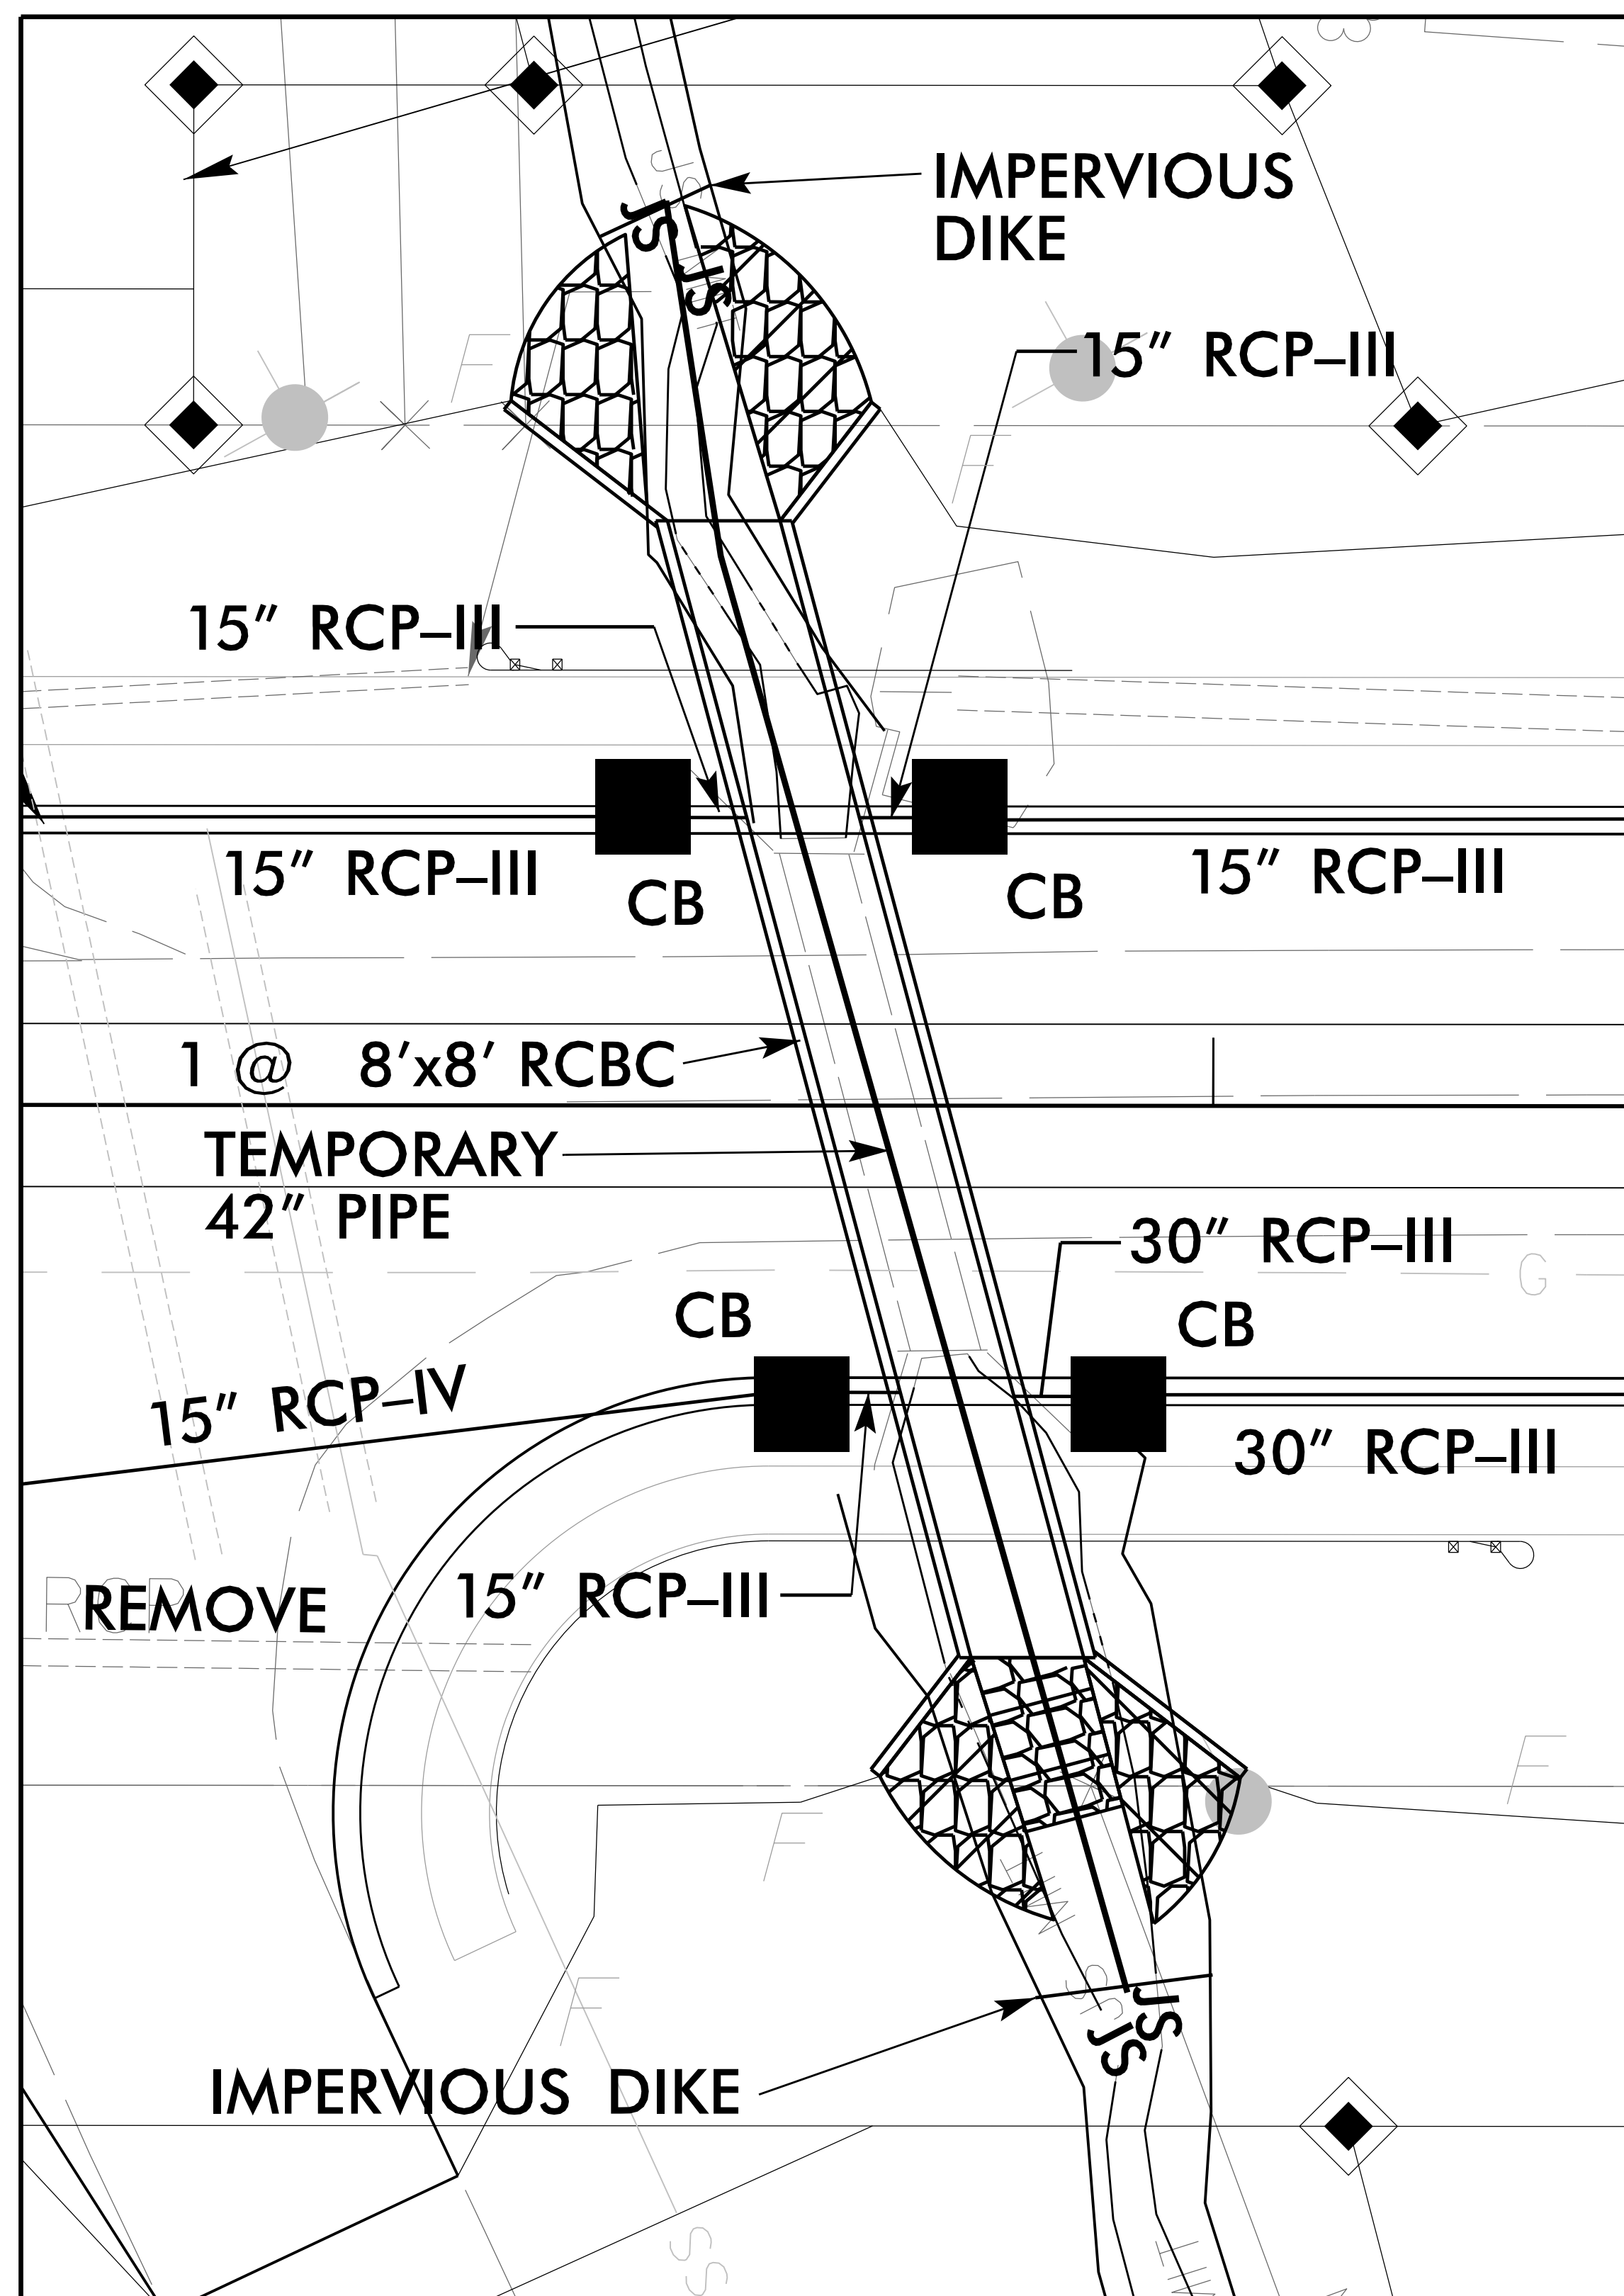 IMPERVIOUS
DIKE
JS
JS
15" RCP–III
15" RCP–III
15" RCP–III
CB
CB
15" RCP–III
1 @ 8'x8' RCBC
TEMPORARY
42" PIPE
30" RCP–III
G
CB
CB
15" RCP–IV
30" RCP–III
REMOVE
15" RCP–III
F
F
F
F
F
JS
JS
IMPERVIOUS DIKE
S
S